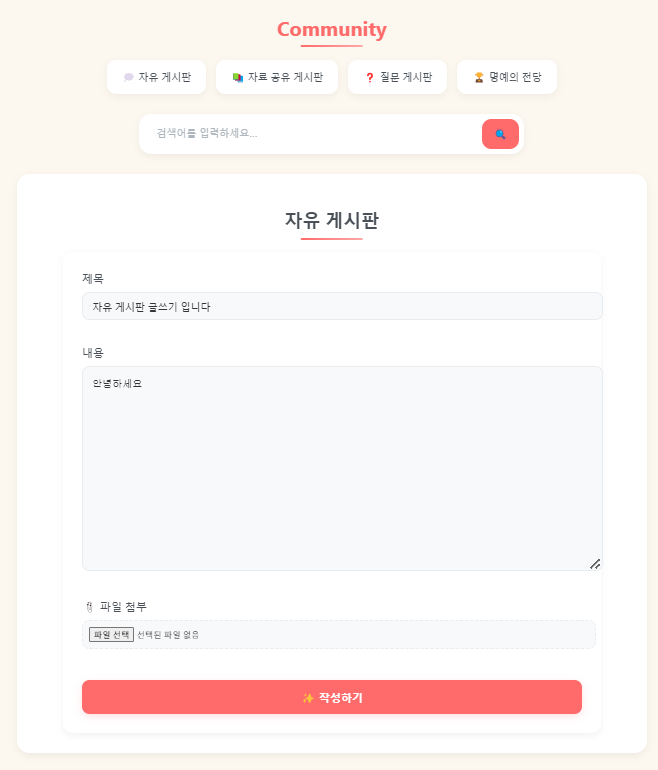 Community
💭 자유 게시판 📚 자료 공유 게시판 ❓ 질문 게시판 🏆 명예의 전당
검색어를 입력하세요... 🔍
자유 게시판
제목
자유 게시판 글쓰기 입니다
내용
안녕하세요
📎 파일 첨부
파일 선택 선택된 파일 없음
✨ 작성하기